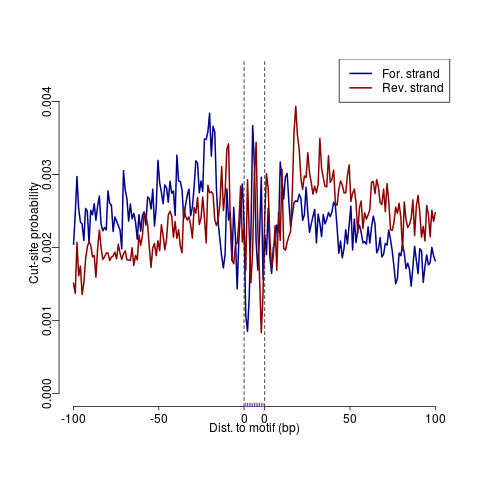 For. strand
Rev. strand
Cut-site probability
0.004
0.003
0.002
0.001
0.000
-100 -50 0 0 50 100
Dist. to motif (bp)